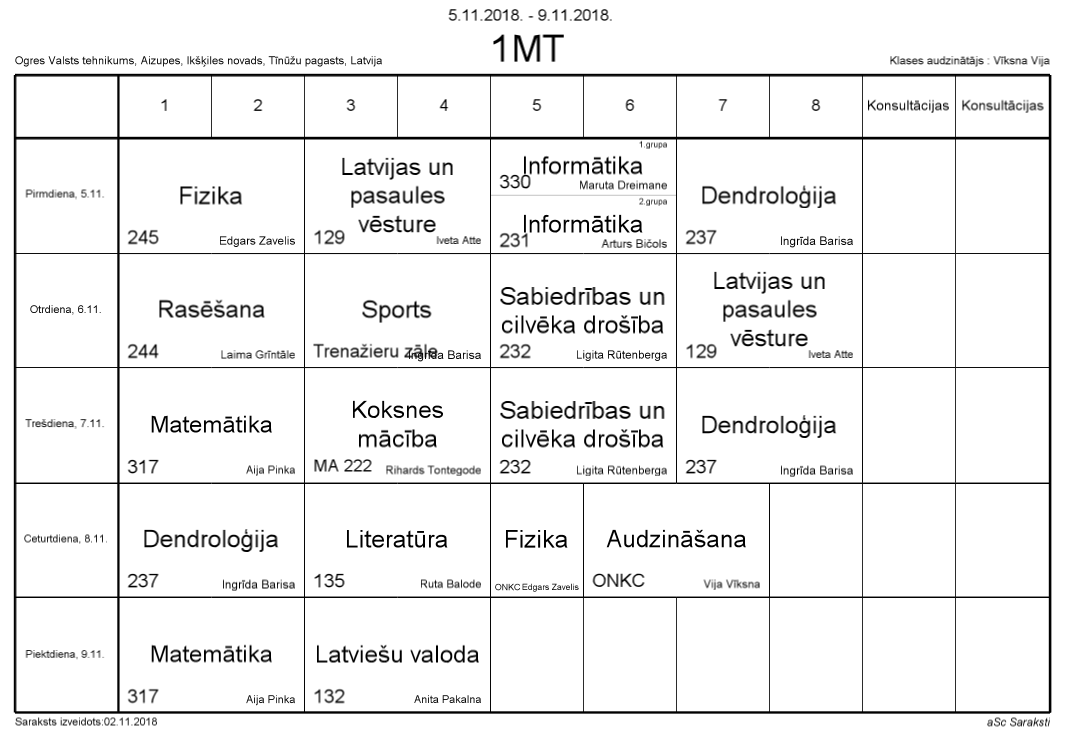 5.11.2018. - 9.11.2018.
1MT
Ogres Valsts tehnikums, Aizupes, Ikšķiles novads, Tīnūžu pagasts, Latvija
Klases audzinātājs : Vīksna Vija
1 2 3 4 5 6 7 8 Konsultācijas Konsultācijas
Pirmdiena, 5.11.
Fizika
245 Edgars Zavelis
Latvijas un
pasaules
vēsture
129 Iveta Atte
1.grupa
Informātika
330 Maruta Dreimane
2.grupa
Informātika
231 Arturs Bičols
Dendroloģija
237 Ingrīda Barisa
Otrdiena, 6.11.
Rasēšana
244 Laima Grīntāle
Sports
Trenažieru zāle Ingrīda Barisa
Sabiedrības un
cilvēka drošība
232 Ligita Rūtenberga
Latvijas un
pasaules
vēsture
129 Iveta Atte
Trešdiena, 7.11.
Matemātika
317 Aija Pinka
Koksnes
mācība
MA 222 Rihards Tontegode
Sabiedrības un
cilvēka drošība
232 Ligita Rūtenberga
Dendroloģija
237 Ingrīda Barisa
Ceturtdiena, 8.11.
Dendroloģija
237 Ingrīda Barisa
Literatūra
135 Ruta Balode
Fizika
ONKC Edgars Zavelis
Audzināšana
ONKC Vija Vīksna
Piektdiena, 9.11.
Matemātika
317 Aija Pinka
Latviešu valoda
132 Anita Pakalna
Saraksts izveidots:02.11.2018
aSc Saraksti